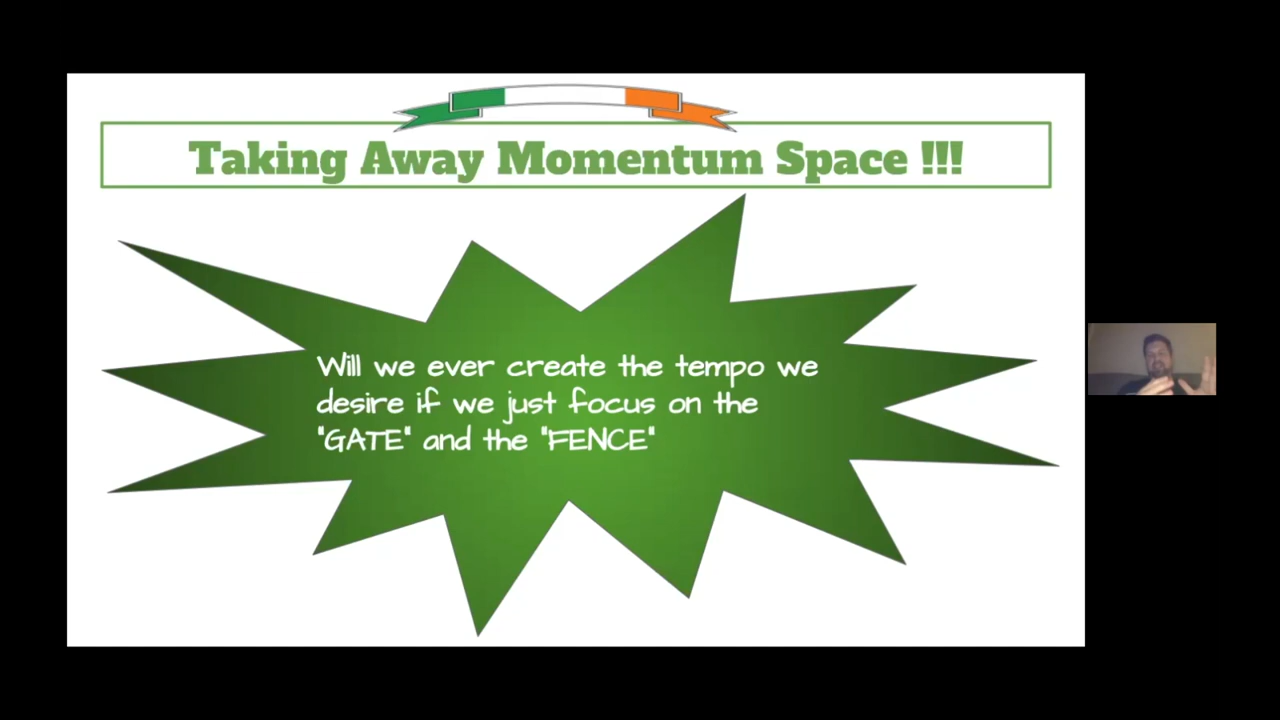 Taking Away Momentum Space !!!
Will we ever create the tempo we
desire if we just focus on the
"GATE" and the "FENCE"